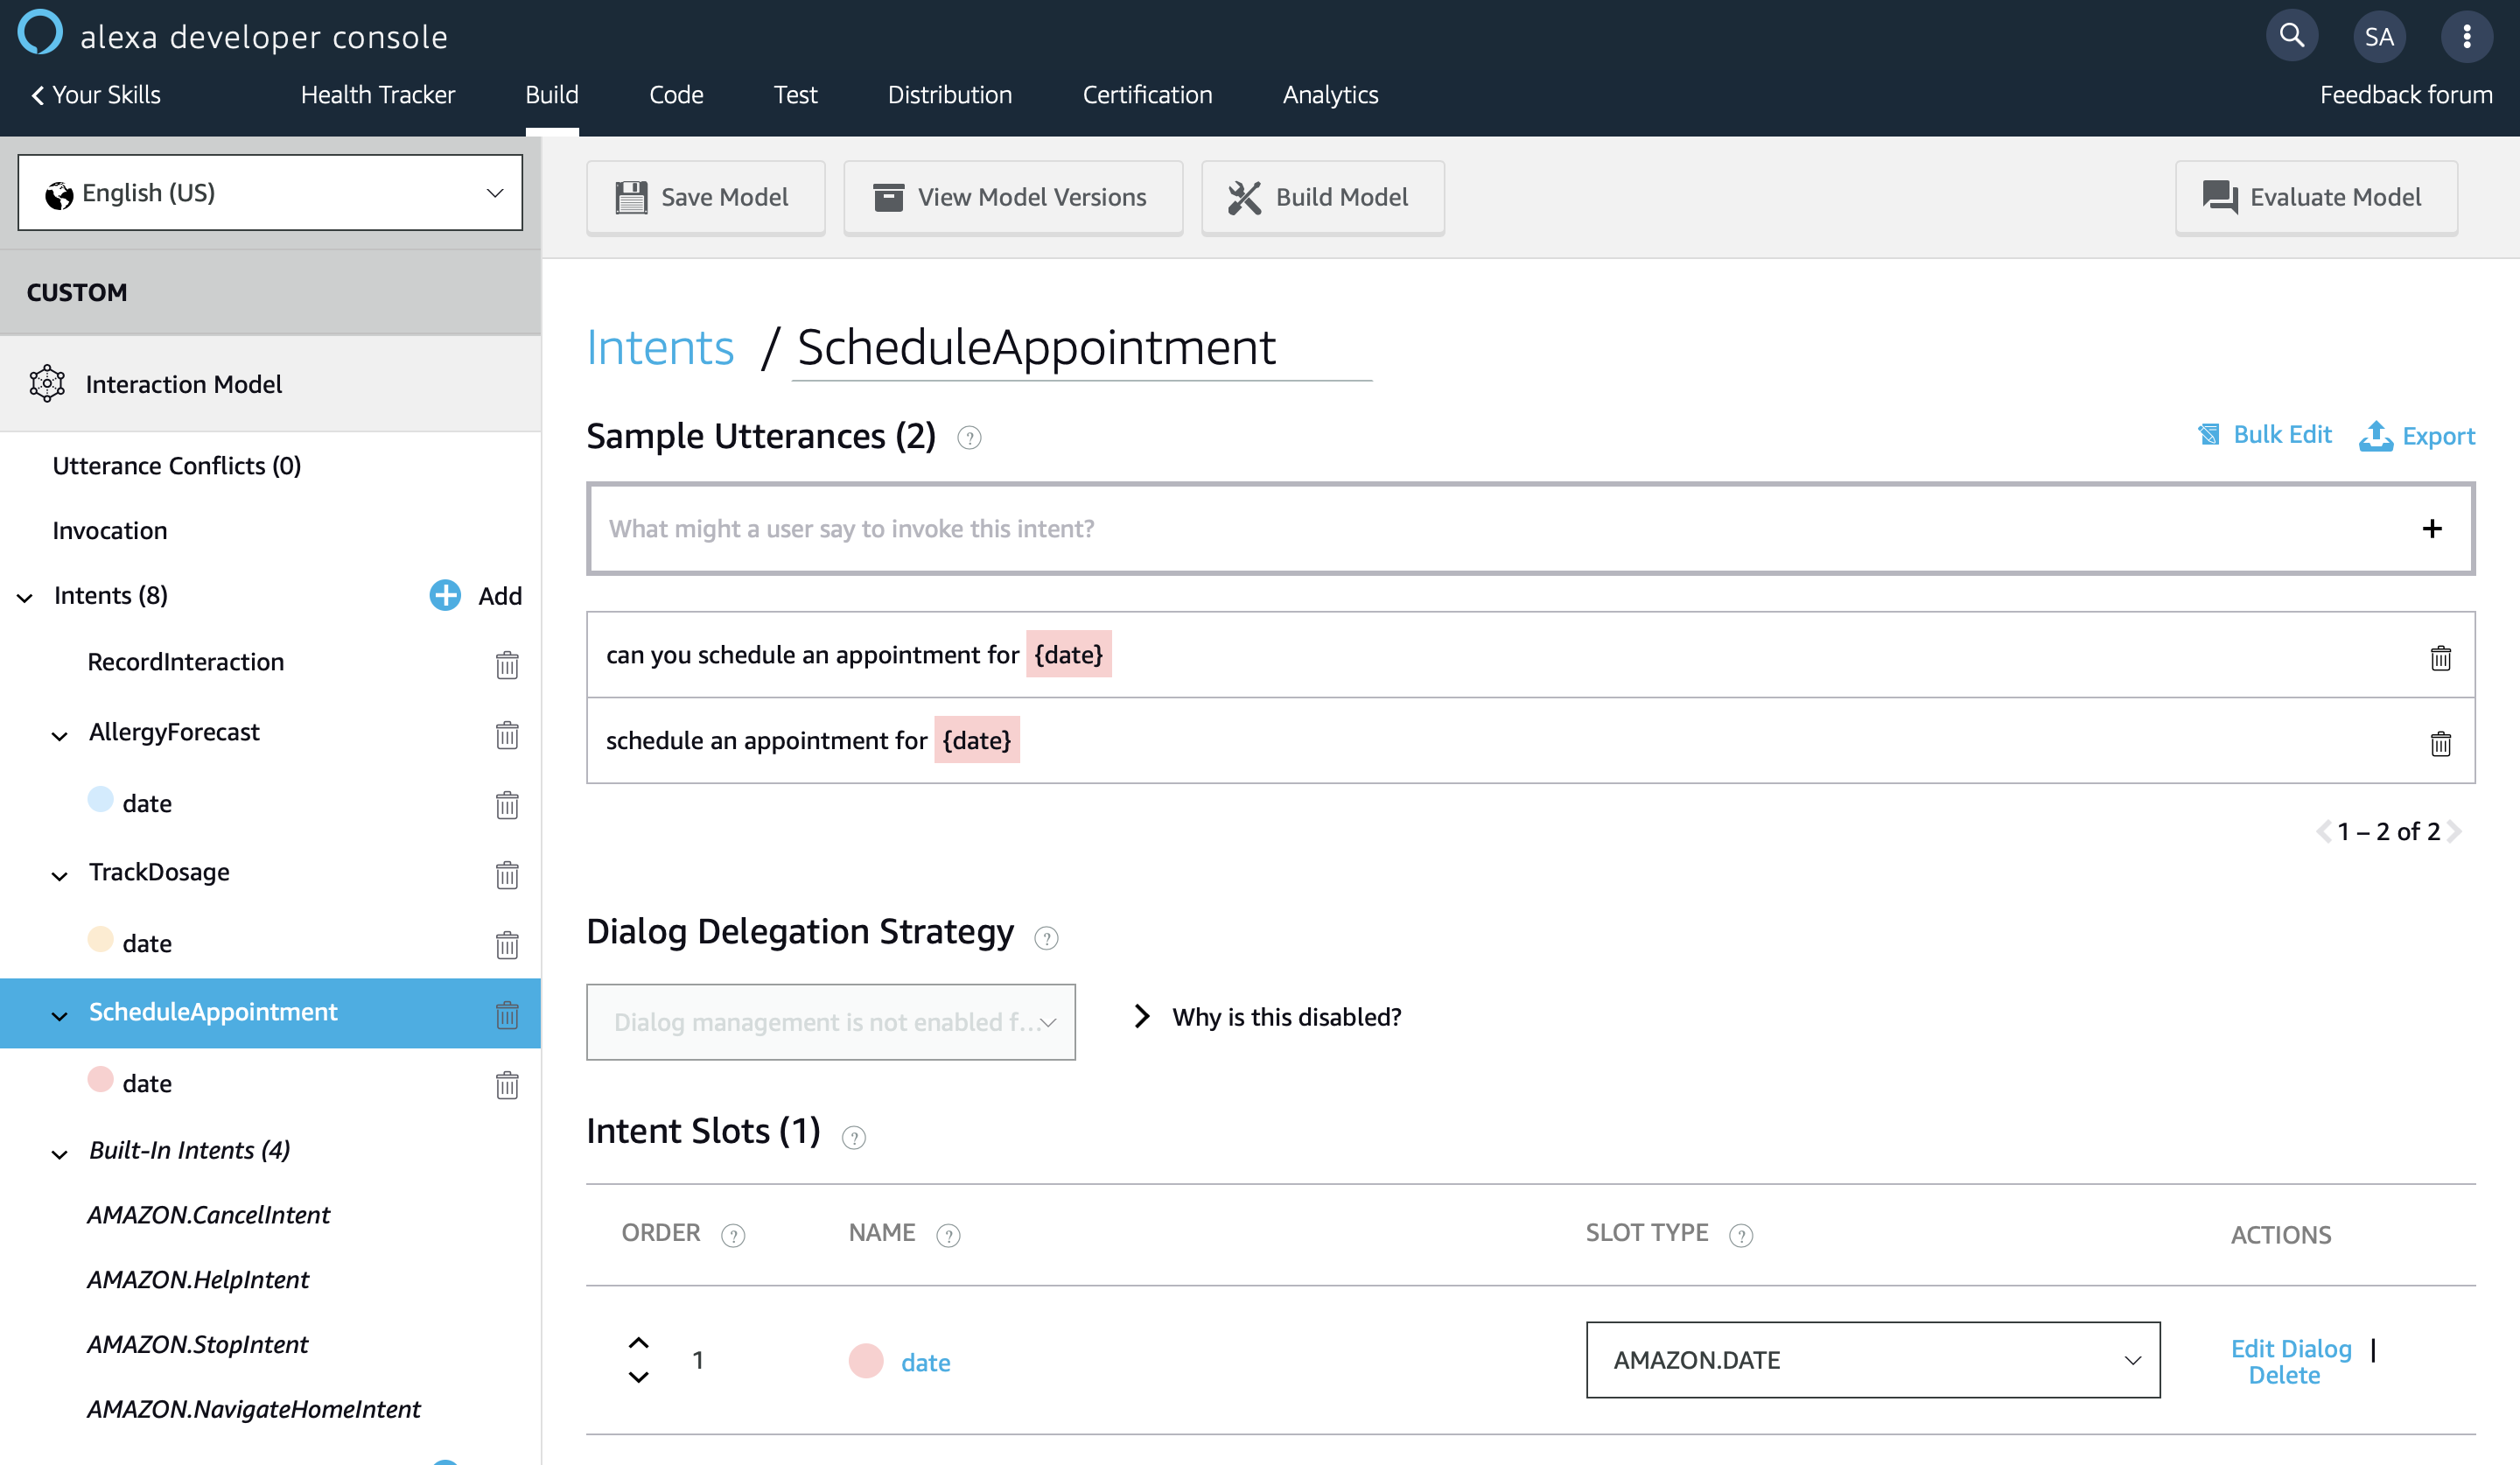 alexa developer console
SA
Your Skills
Health Tracker
Build
Code
Test
Distribution
Certification
Analytics
Feedback forum
English (US)
Save Model
View Model Versions
Build Model
Evaluate Model
CUSTOM
Interaction Model
Utterance Conflicts (0)
Invocation
Intents (8)
Add
RecordInteraction
AllergyForecast
date
TrackDosage
date
ScheduleAppointment
date
Built-In Intents (4)
AMAZON.CancelIntent
AMAZON.HelpIntent
AMAZON.StopIntent
AMAZON.NavigateHomeIntent
Intents / ScheduleAppointment
Sample Utterances (2) ?
Bulk Edit
Export
What might a user say to invoke this intent?
can you schedule an appointment for {date}
schedule an appointment for {date}
1 – 2 of 2
Dialog Delegation Strategy ?
Dialog management is not enabled f...
Why is this disabled?
Intent Slots (1) ?
ORDER ?
NAME ?
SLOT TYPE ?
ACTIONS
1
date
AMAZON.DATE
Edit Dialog |
Delete